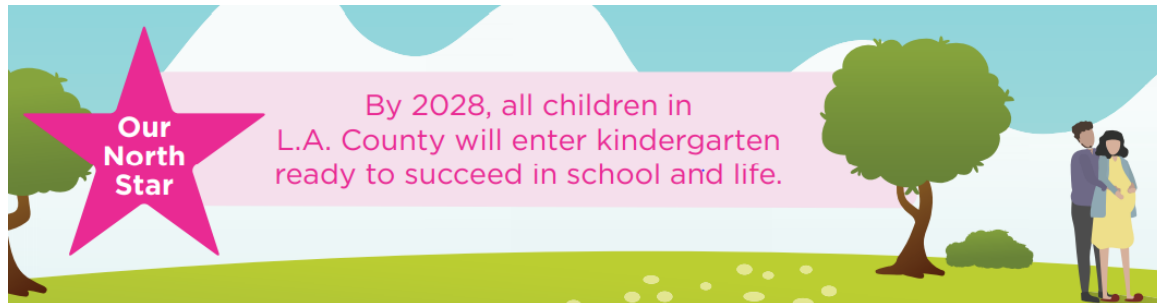 Our
North
Star
By 2028, all children in
L.A. County will enter kindergarten
ready to succeed in school and life.